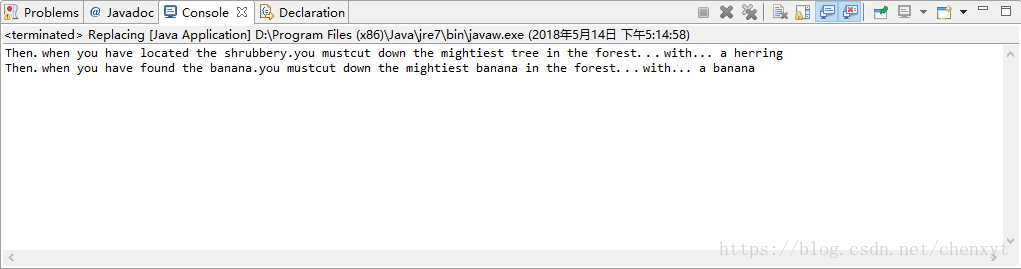 Problems @ Javadoc Console Declaration
<terminated> Replacing [Java Application] D:\Program Files (x86)\Java\jre7\bin\javaw.exe (2018年5月14日 下午5:14:58)
Then.when you have located the shrubbery.you mustcut down the mightiest tree in the forest...with... a herring
Then.when you have found the banana.you mustcut down the mightiest banana in the forest...with... a banana
https://blog.csdn.net/chenxyt